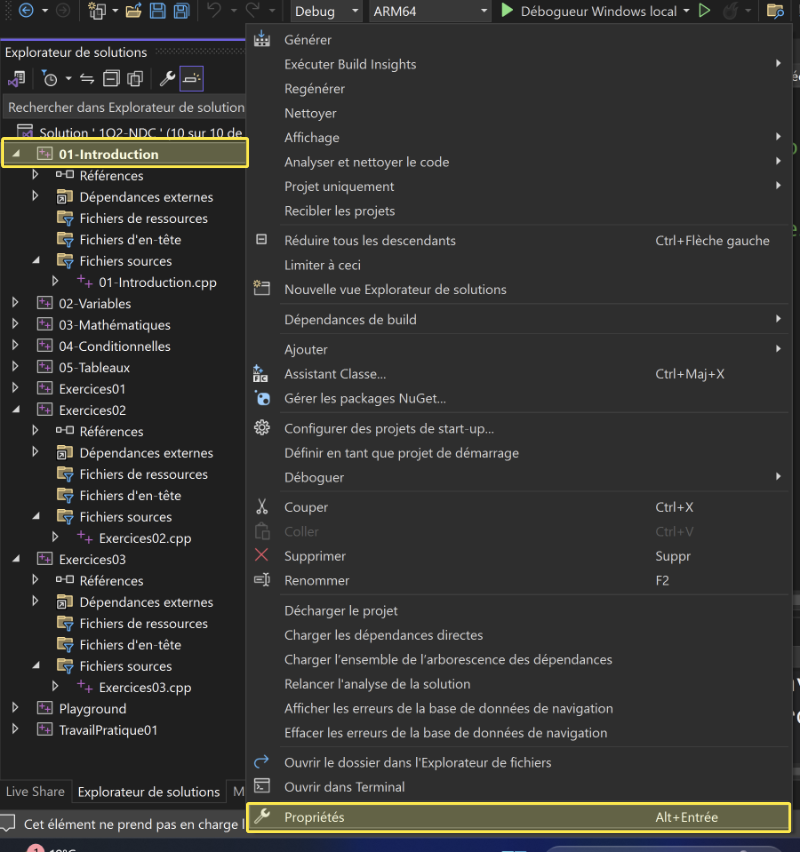 Debug ARM64 Débogueur Windows local
Explorateur de solutions
Rechercher dans Explorateur de solution
Solution ' 1O2-NDC ' (10 sur 10 de
01-Introduction
Références
Dépendances externes
Fichiers de ressources
Fichiers d'en-tête
Fichiers sources
01-Introduction.cpp
02-Variables
03-Mathématiques
04-Conditionnelles
05-Tableaux
Exercices01
Exercices02
Références
Dépendances externes
Fichiers de ressources
Fichiers d'en-tête
Fichiers sources
Exercices02.cpp
Exercices03
Références
Dépendances externes
Fichiers de ressources
Fichiers d'en-tête
Fichiers sources
Exercices03.cpp
Playground
TravailPratique01
Live Share Explorateur de solutions M
Cet élément ne prend pas en charge l
Générer
Exécuter Build Insights
Regénérer
Nettoyer
Affichage
Analyser et nettoyer le code
Projet uniquement
Recibler les projets
Réduire tous les descendants Ctrl+Flèche gauche
Limiter à ceci
Nouvelle vue Explorateur de solutions
Dépendances de build
Ajouter
Assistant Classe... Ctrl+Maj+X
Gérer les packages NuGet...
Configurer des projets de start-up...
Définir en tant que projet de démarrage
Déboguer
Couper Ctrl+X
Coller Ctrl+V
Supprimer Suppr
Renommer F2
Décharger le projet
Charger les dépendances directes
Charger l'ensemble de l'arborescence des dépendances
Relancer l'analyse de la solution
Afficher les erreurs de la base de données de navigation
Effacer les erreurs de la base de données de navigation
Ouvrir le dossier dans l'Explorateur de fichiers
Ouvrir dans Terminal
Propriétés Alt+Entrée